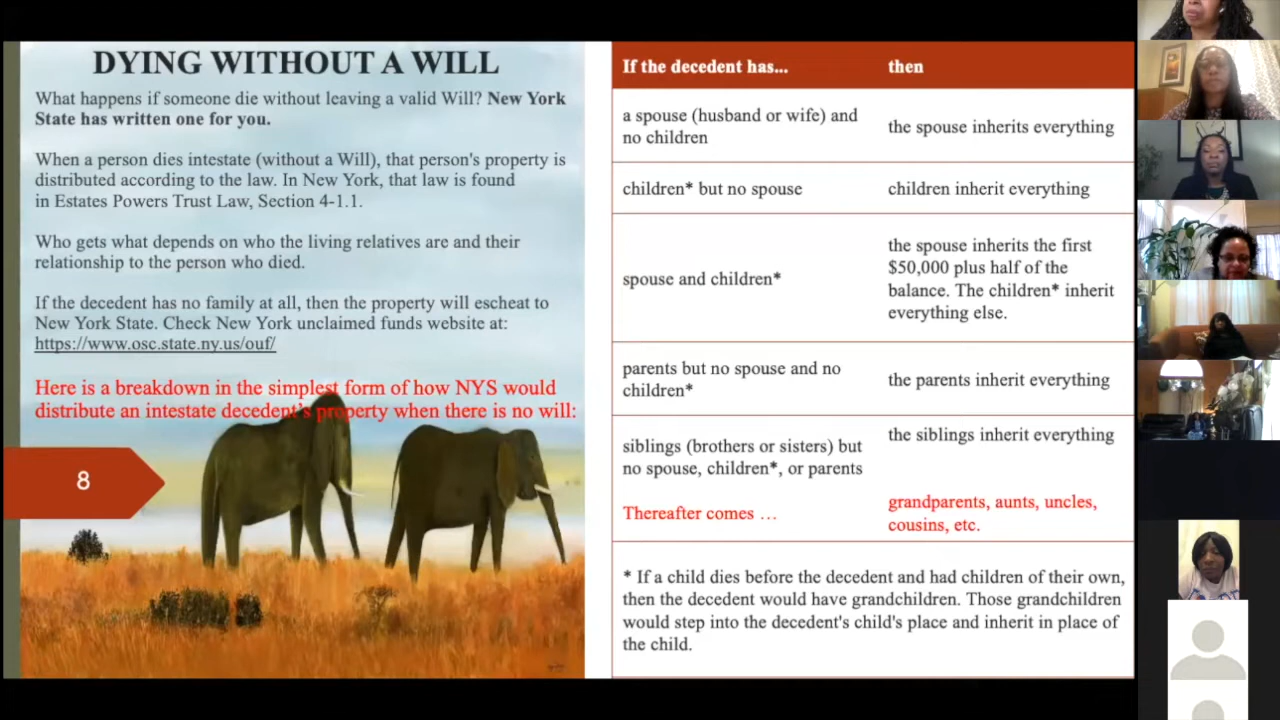 DYING WITHOUT A WILL
What happens if someone die without leaving a valid Will? New York
State has written one for you.
When a person dies intestate (without a Will), that person's property is
distributed according to the law. In New York, that law is found
in Estates Powers Trust Law, Section 4-1.1.
Who gets what depends on who the living relatives are and their
relationship to the person who died.
If the decedent has no family at all, then the property will escheat to
New York State. Check New York unclaimed funds website at:
https://www.osc.state.ny.us/ouf/
Here is a breakdown in the simplest form of how NYS would
distribute an intestate decedent's property when there is no will:
8
If the decedent has... then
a spouse (husband or wife) and
no children
the spouse inherits everything
children* but no spouse
children inherit everything
spouse and children*
the spouse inherits the first
$50,000 plus half of the
balance. The children* inherit
everything else.
parents but no spouse and no
children*
the parents inherit everything
siblings (brothers or sisters) but
no spouse, children*, or parents
the siblings inherit everything
Thereafter comes …
grandparents, aunts, uncles,
cousins, etc.
* If a child dies before the decedent and had children of their own,
then the decedent would have grandchildren. Those grandchildren
would step into the decedent's child's place and inherit in place of
the child.